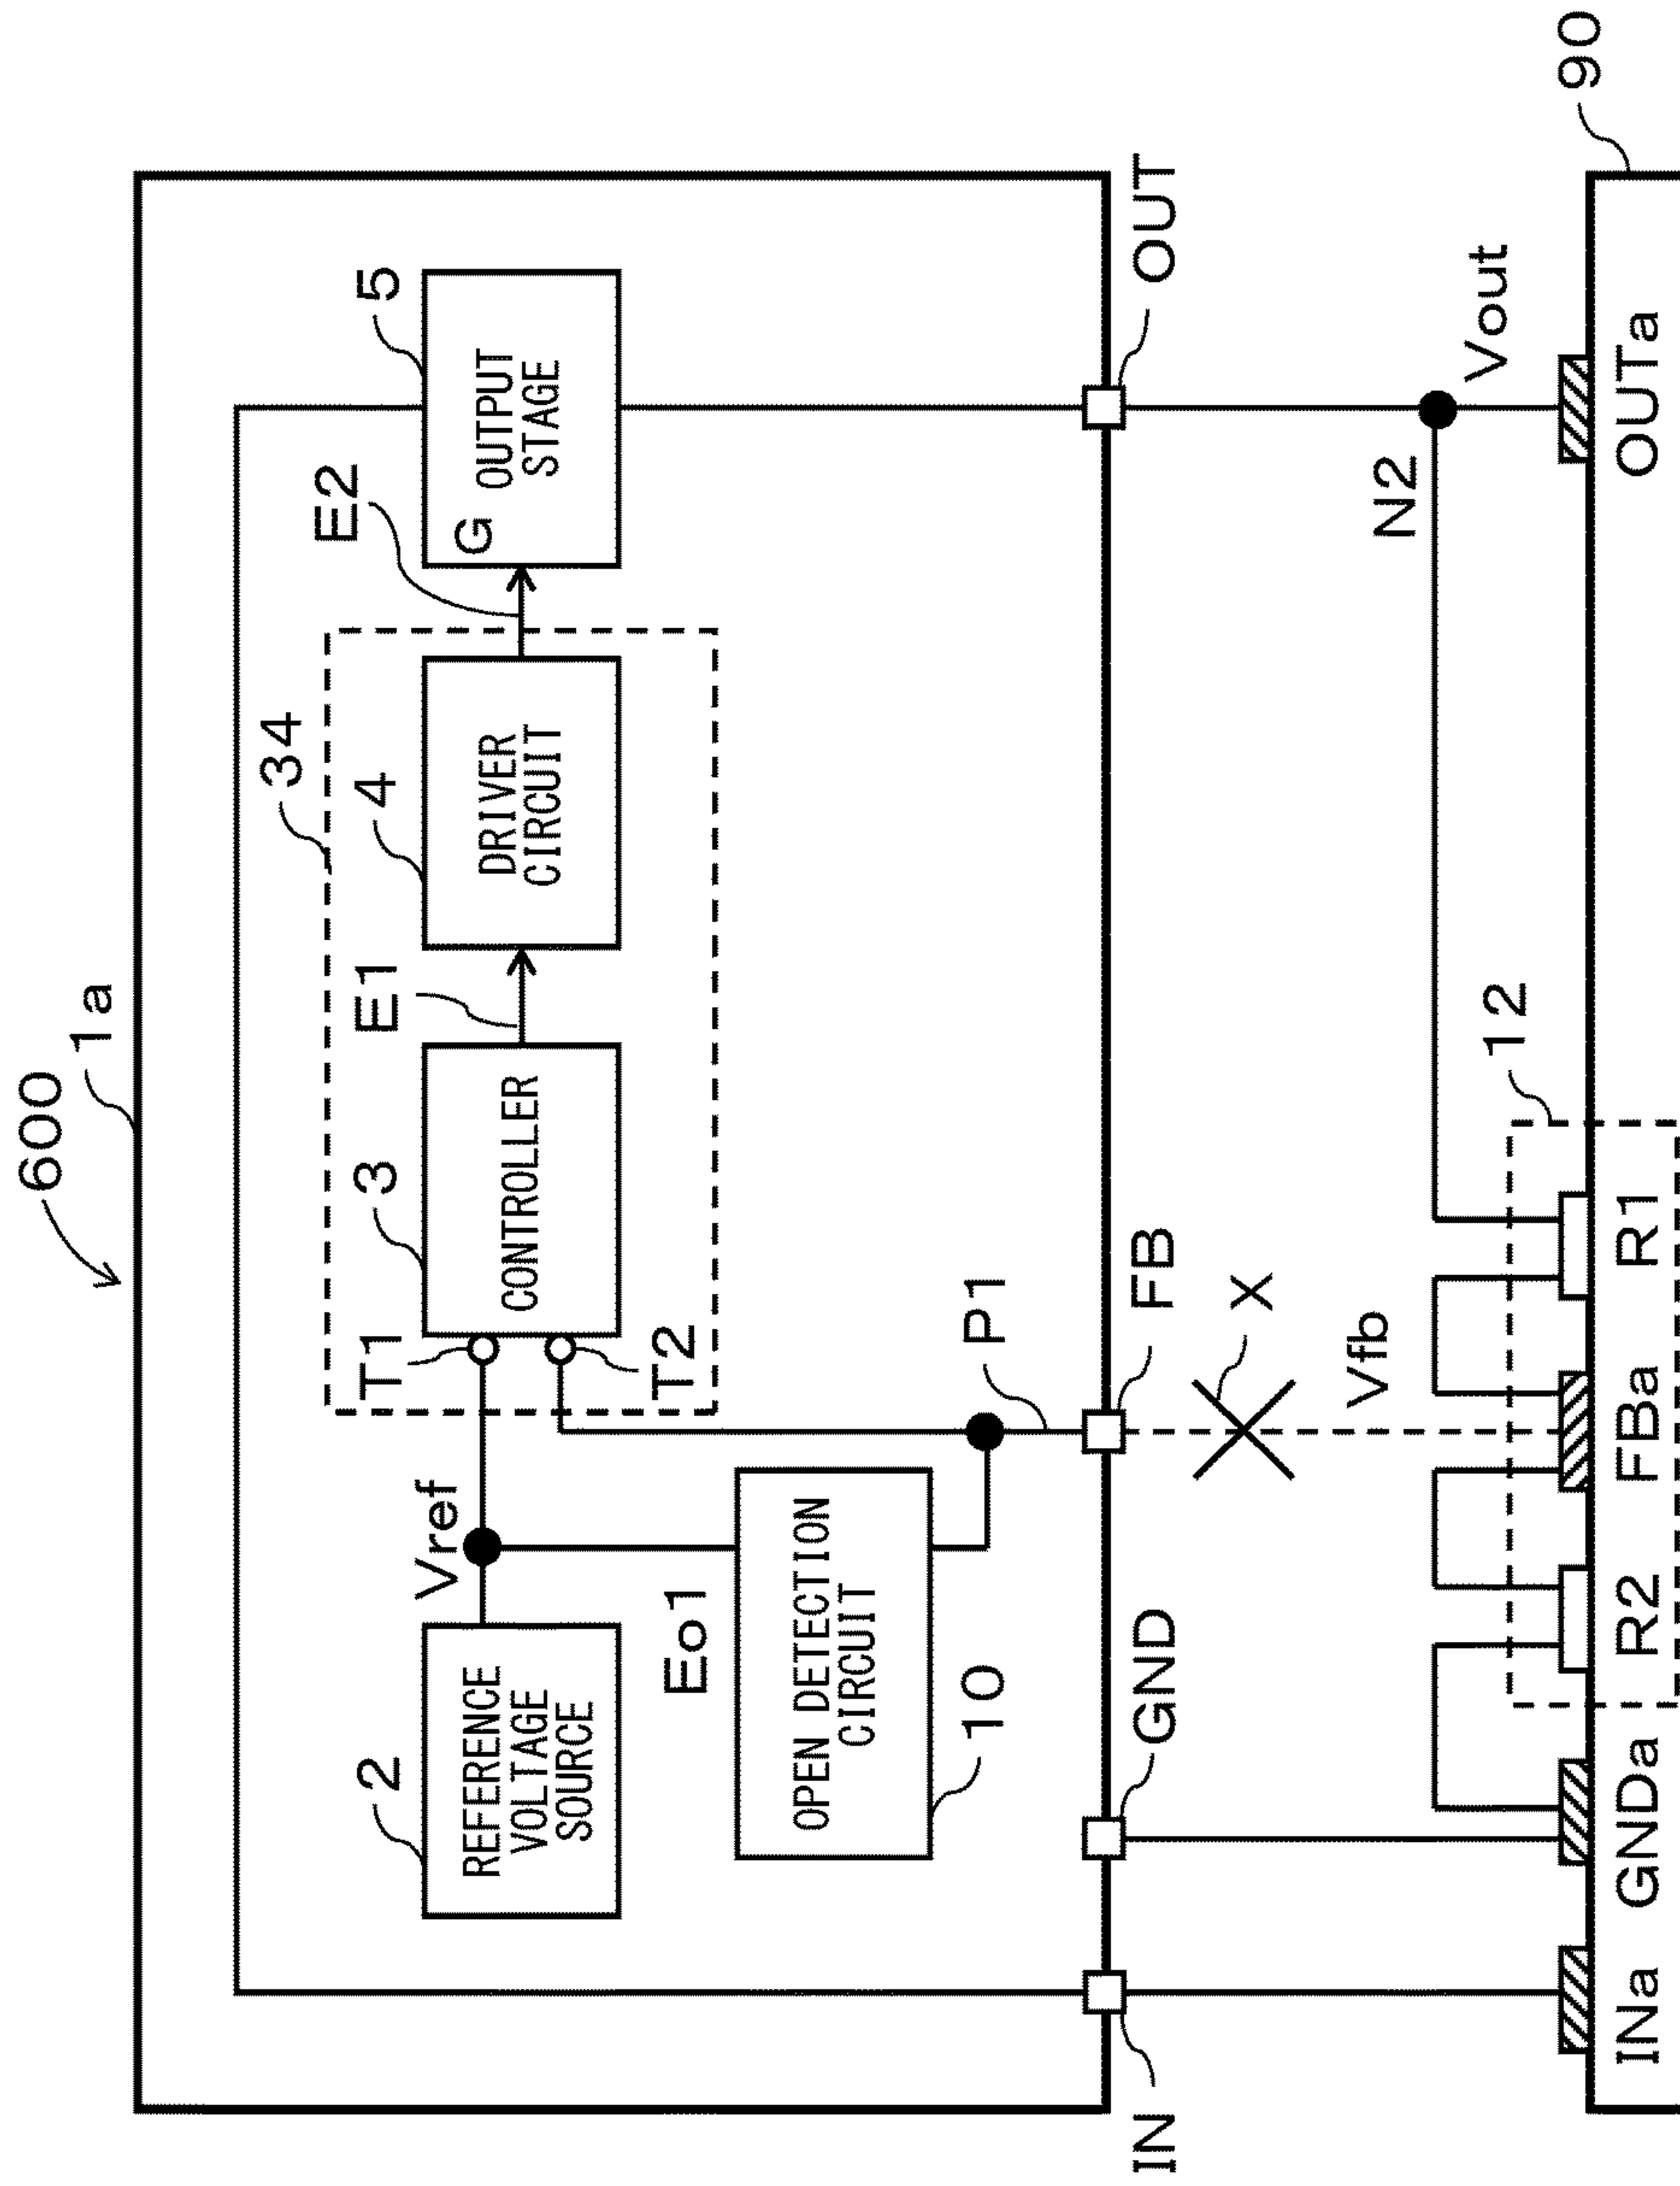 600
1a
34
2
REFERENCE
VOLTAGE
SOURCE
Vref
T1
T2
3
CONTROLLER
E1
4
DRIVER
CIRCUIT
E2
5
G
OUTPUT
STAGE
Eo1
OPEN DETECTION
CIRCUIT
10
P1
IN
GND
FB
OUT
X
Vfb
N2
Vout
12
90
INa
GNDa
R2
FBa
R1
OUTa